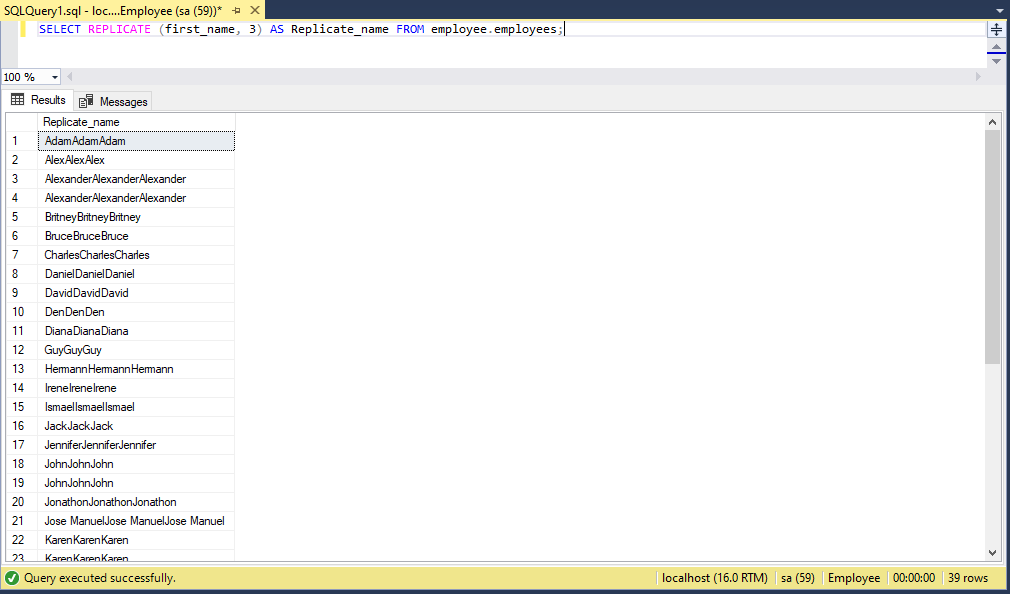 SQLQuery1.sql - loc....Employee (sa (59))*
SELECT REPLICATE (first_name, 3) AS Replicate_name FROM employee.employees;
100 %
Results Messages
Replicate_name
1 AdamAdamAdam
2 AlexAlexAlex
3 AlexanderAlexanderAlexander
4 AlexanderAlexanderAlexander
5 BritneyBritneyBritney
6 BruceBruceBruce
7 CharlesCharlesCharles
8 DanielDanielDaniel
9 DavidDavidDavid
10 DenDenDen
11 DianaDianaDiana
12 GuyGuyGuy
13 HermannHermannHermann
14 IreneIreneIrene
15 IsmaelIsmaelIsmael
16 JackJackJack
17 JenniferJenniferJennifer
18 JohnJohnJohn
19 JohnJohnJohn
20 JonathonJonathonJonathon
21 Jose ManuelJose ManuelJose Manuel
22 KarenKarenKaren
23 KarenKarenKaren
Query executed successfully. localhost (16.0 RTM) sa (59) Employee 00:00:00 39 rows